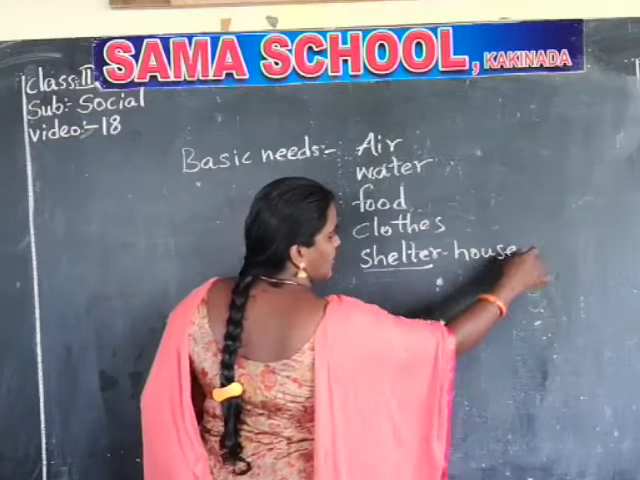 SAMA SCHOOL, KAKINADA
class: II
Sub:- Social
video:- 18
Basic needs:- Air
water
food
clothes
shelter-house